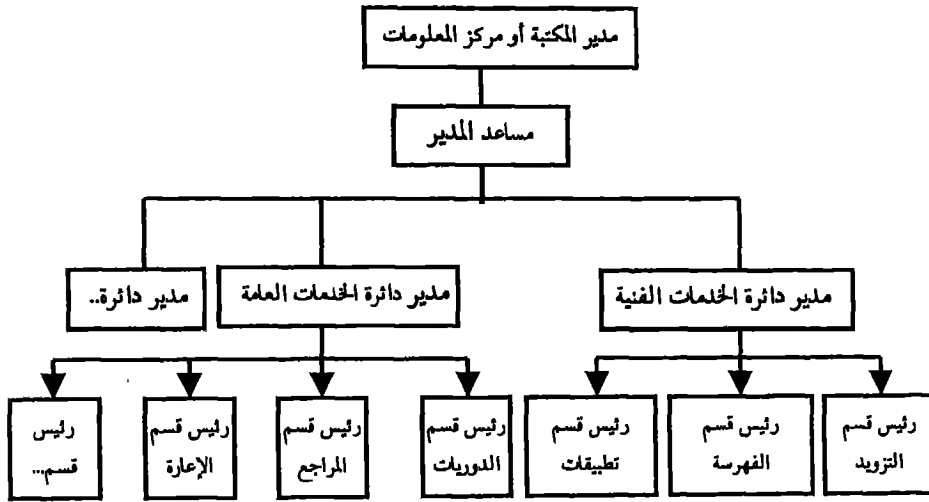 مدير المكتبة أو مركز المعلومات
مساعد المدير
مدير دائرة الخدمات الفنية
مدير دائرة الخدمات العامة
مدير دائرة..
رئيس قسم
التزويد
رئيس قسم
الفهرسة
رئيس قسم
تطبيقات
رئيس قسم
الدوريات
رئيس قسم
المراجع
رئيس قسم
الإعارة
رئيس
قسم...